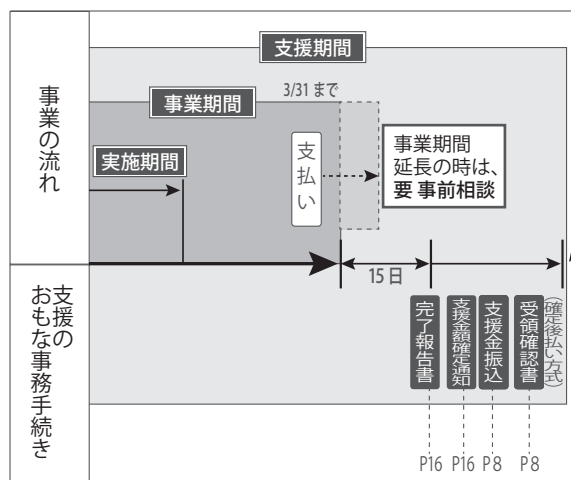 支援期間
3/31 まで
事業期間
事業の流れ
実施期間
支払い
事業期間
延長の時は、
要 事前相談
15 日
支援の
おもな事務手続き
完了報告書
支援金額確定通知
支援金振込
受領確認書
(確定後払い方式)
P16 P16 P8 P8